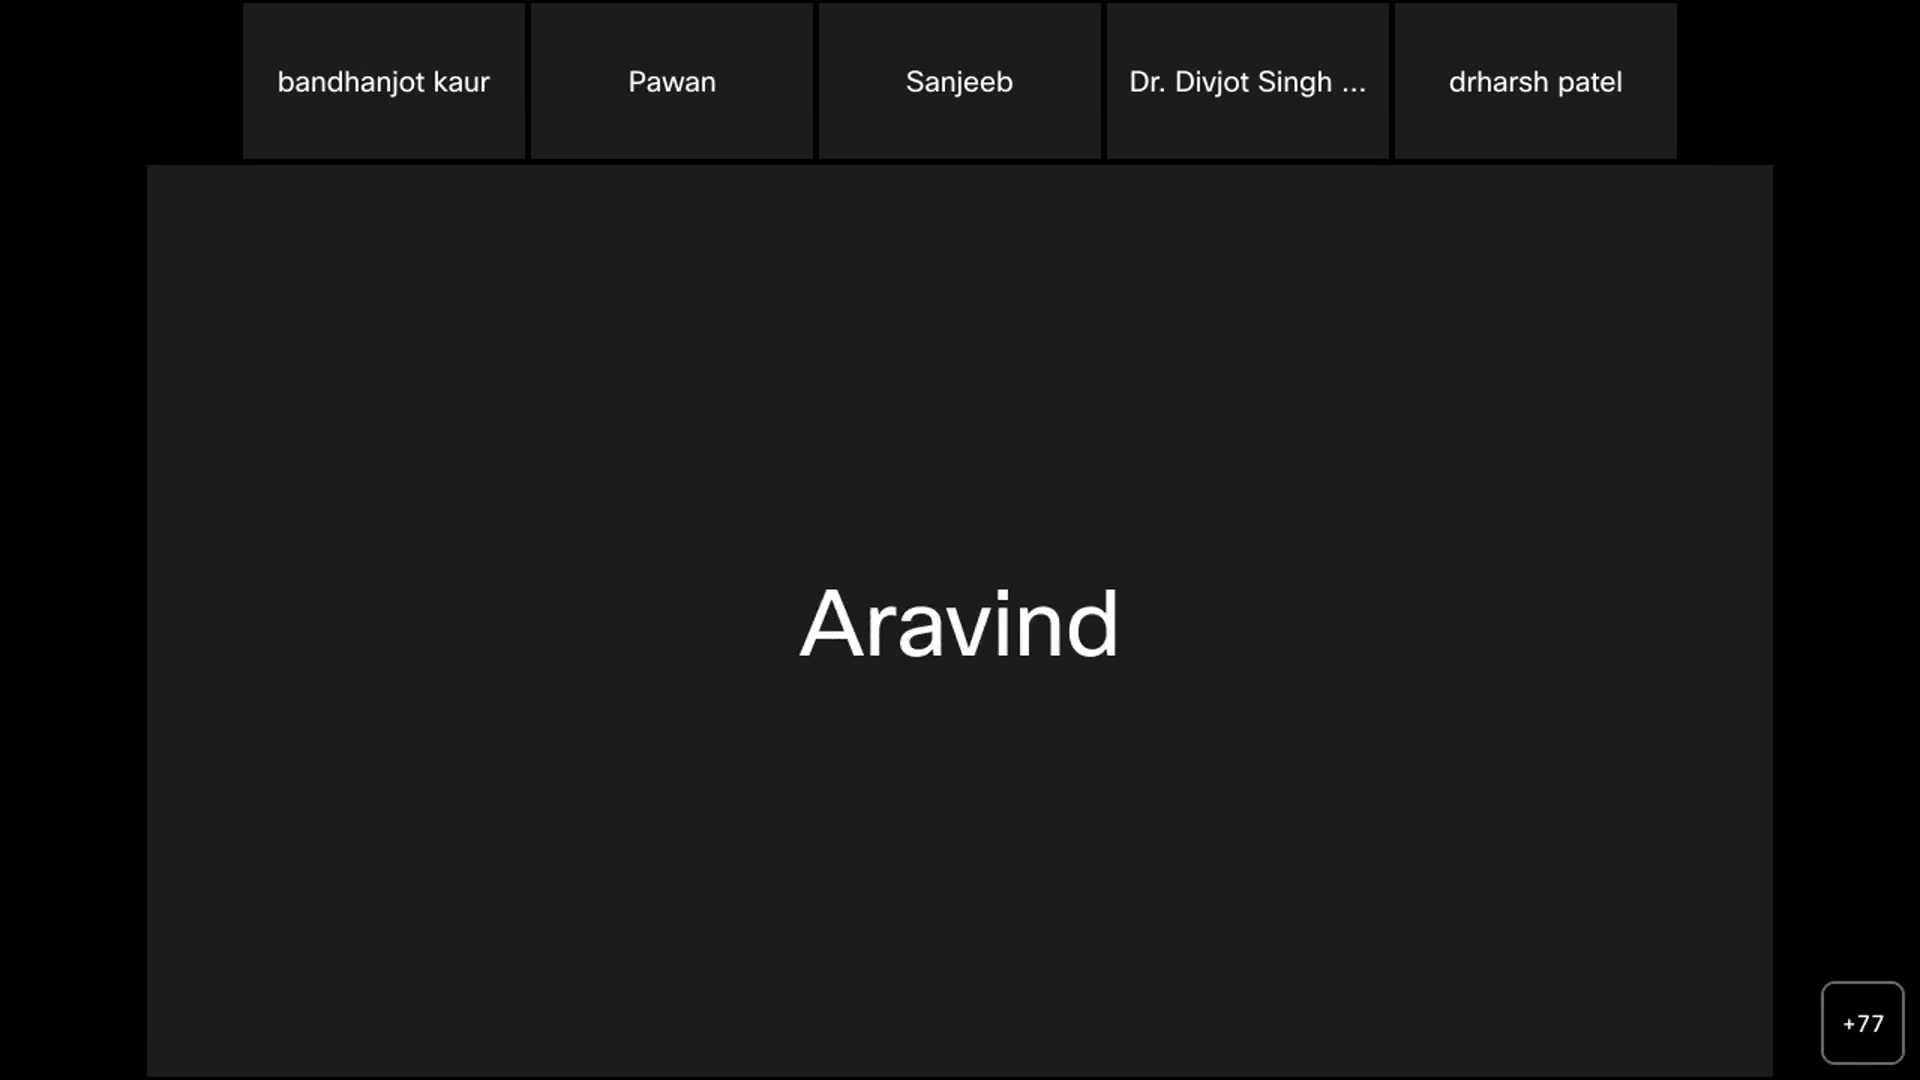 bandhanjot kaur
Pawan
Sanjeeb
Dr. Divjot Singh ...
drharsh patel
Aravind
+77